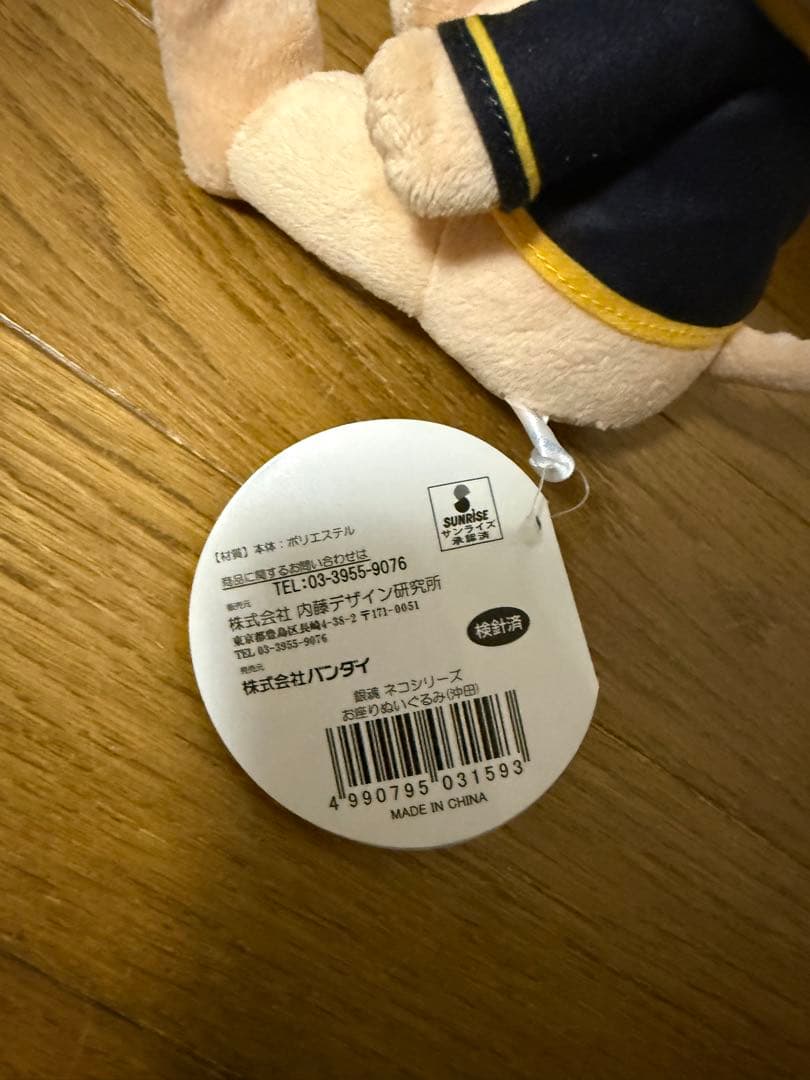 SUNRISE
サンライズ
承認済
【材質】本体：ポリエステル
商品に関するお問い合わせは
TEL：03-3955-9076
販売元
株式会社 内藤デザイン研究所
東京都豊島区長崎4-38-2 〒171-0051
TEL 03-3955-9076
検針済
発売元
株式会社バンダイ
銀魂 ネコシリーズ
お座りぬいぐるみ(沖田)
4 990795 031593
MADE IN CHINA